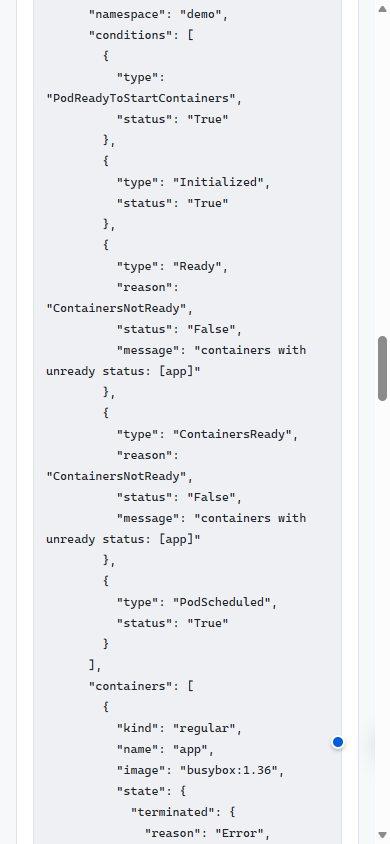 "namespace": "demo",
"conditions": [
{
"type":
"PodReadyToStartContainers",
"status": "True"
},
{
"type": "Initialized",
"status": "True"
},
{
"type": "Ready",
"reason":
"ContainersNotReady",
"status": "False",
"message": "containers with
unready status: [app]"
},
{
"type": "ContainersReady",
"reason":
"ContainersNotReady",
"status": "False",
"message": "containers with
unready status: [app]"
},
{
"type": "PodScheduled",
"status": "True"
}
],
"containers": [
{
"kind": "regular",
"name": "app",
"image": "busybox:1.36",
"state": {
"terminated": {
"reason": "Error",